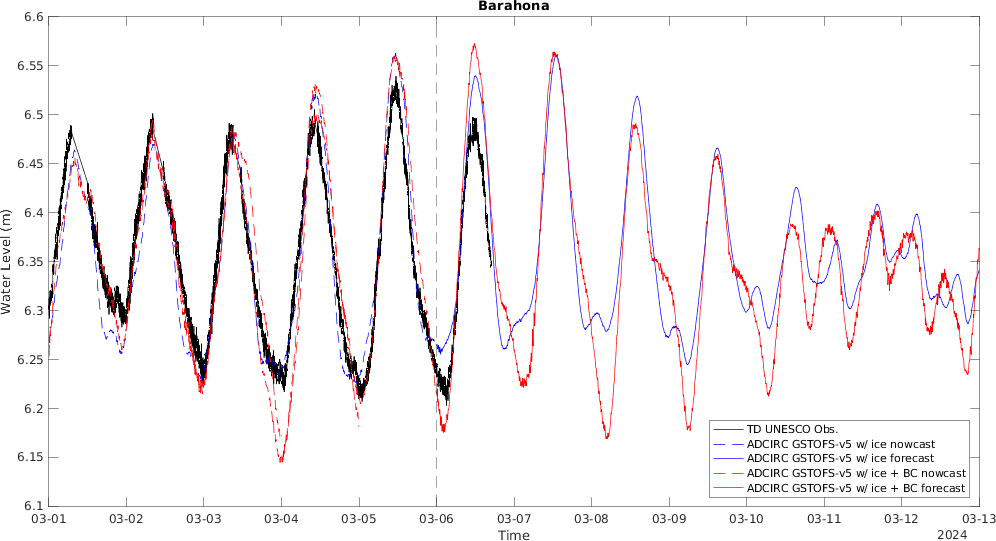 Barahona
6.6
6.55
6.5
6.45
6.4
6.35
6.3
6.25
6.2
6.15
6.1
Water Level (m)
TD UNESCO Obs.
ADCIRC GSTOFS-v5 w/ ice nowcast
ADCIRC GSTOFS-v5 w/ ice forecast
ADCIRC GSTOFS-v5 w/ ice + BC nowcast
ADCIRC GSTOFS-v5 w/ ice + BC forecast
03-01 03-02 03-03 03-04 03-05 03-06 03-07 03-08 03-09 03-10 03-11 03-12 03-13
Time
2024